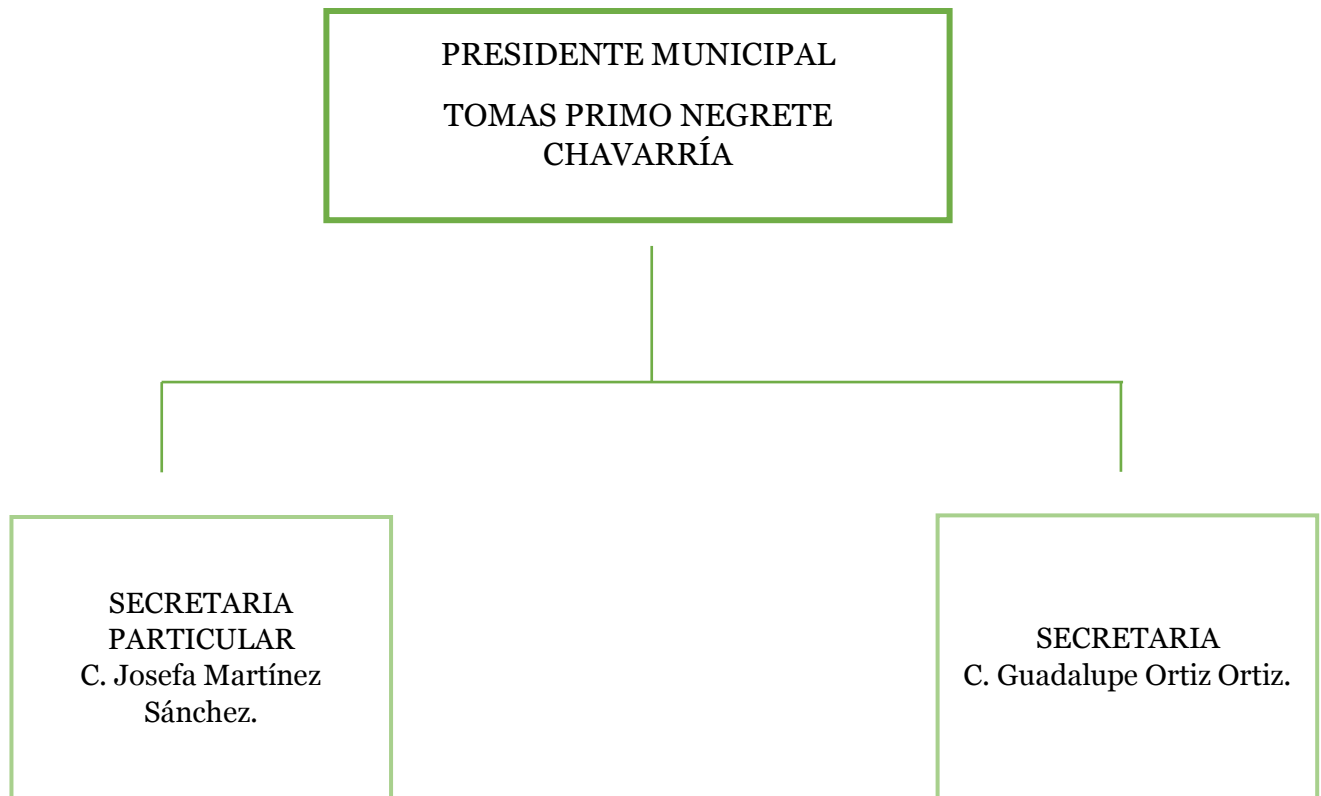 PRESIDENTE MUNICIPAL
TOMAS PRIMO NEGRETE
CHAVARRÍA
SECRETARIA
PARTICULAR
C. Josefa Martínez
Sánchez.
SECRETARIA
C. Guadalupe Ortiz Ortiz.